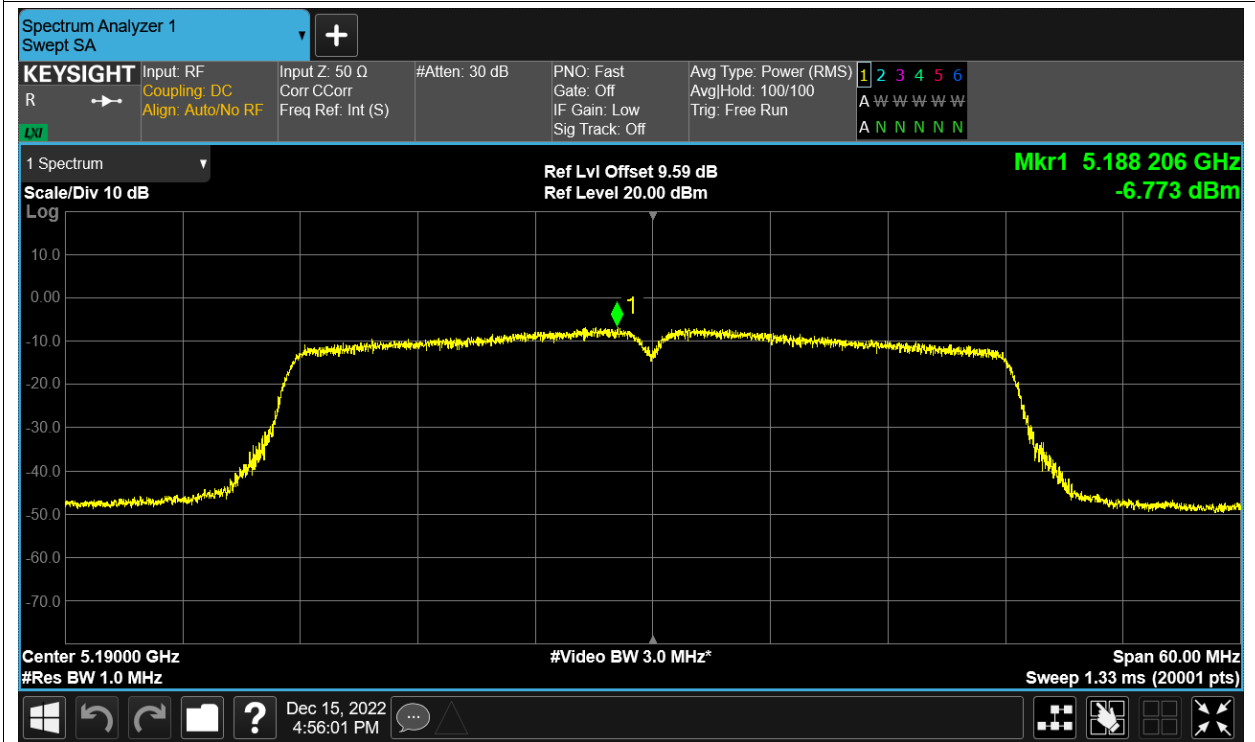 Spectrum Analyzer 1
Swept SA
+
KEYSIGHT
R
LXI
Input: RF
Coupling: DC
Align: Auto/No RF
Input Z: 50 Ω
Corr CCorr
Freq Ref: Int (S)
#Atten: 30 dB
PNO: Fast
Gate: Off
IF Gain: Low
Sig Track: Off
Avg Type: Power (RMS)
Avg|Hold: 100/100
Trig: Free Run
1 2 3 4 5 6
A W W W W W
A N N N N N
1 Spectrum
Scale/Div 10 dB
Log
Ref Lvl Offset 9.59 dB
Ref Level 20.00 dBm
Mkr1 5.188 206 GHz
-6.773 dBm
10.0
0.00
-10.0
-20.0
-30.0
-40.0
-50.0
-60.0
-70.0
1
Center 5.19000 GHz
#Res BW 1.0 MHz
#Video BW 3.0 MHz*
Span 60.00 MHz
Sweep 1.33 ms (20001 pts)
?
Dec 15, 2022
4:56:01 PM